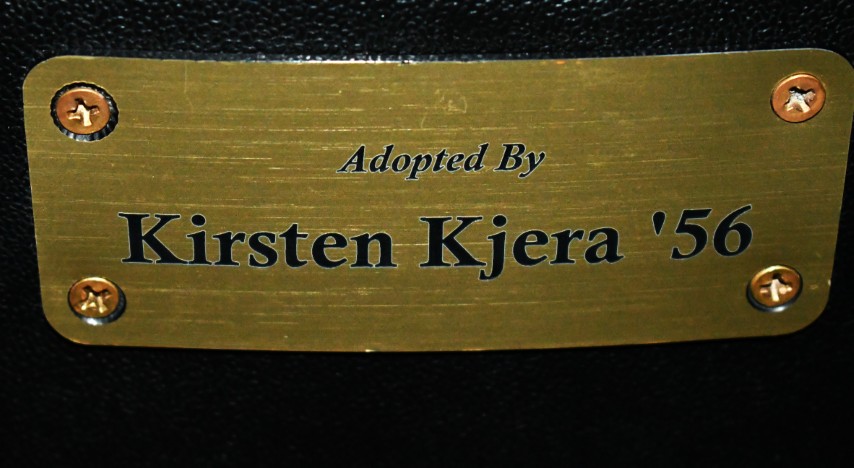 Adopted By
Kirsten Kjera '56